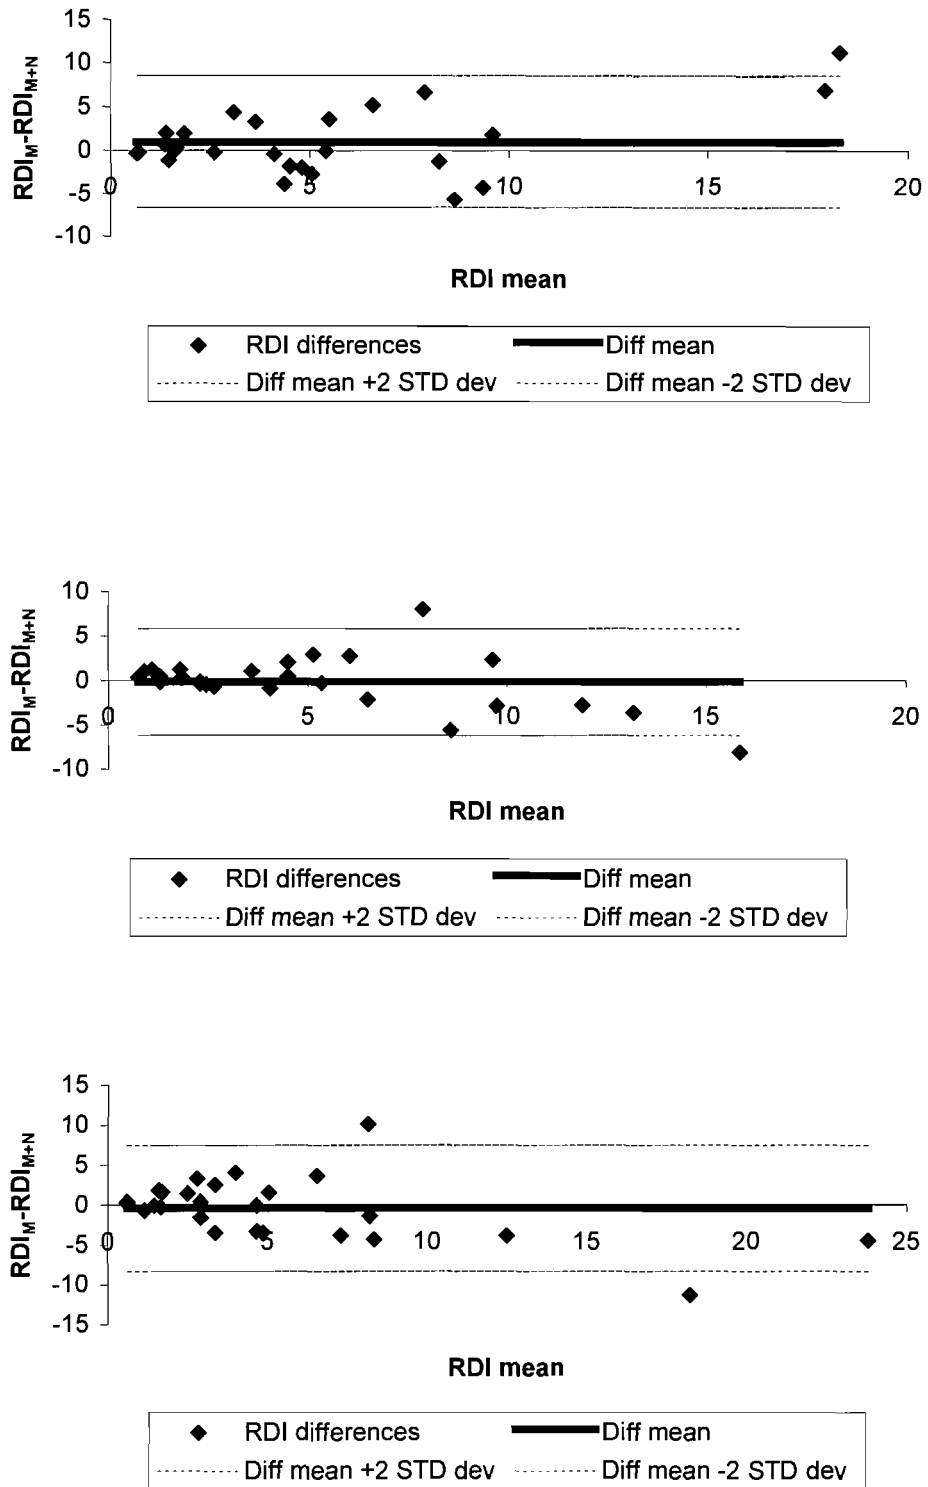 15
10
5
0
-5
-10
0 5 10 15 20
RDIM-RDIM+N
RDI mean
RDI differences Diff mean
Diff mean +2 STD dev Diff mean -2 STD dev
10
5
0
-5
-10
0 5 10 15 20
RDIM-RDIM+N
RDI mean
RDI differences Diff mean
Diff mean +2 STD dev Diff mean -2 STD dev
15
10
5
0
-5
-10
-15
0 5 10 15 20 25
RDIM-RDIM+N
RDI mean
RDI differences Diff mean
Diff mean +2 STD dev Diff mean -2 STD dev